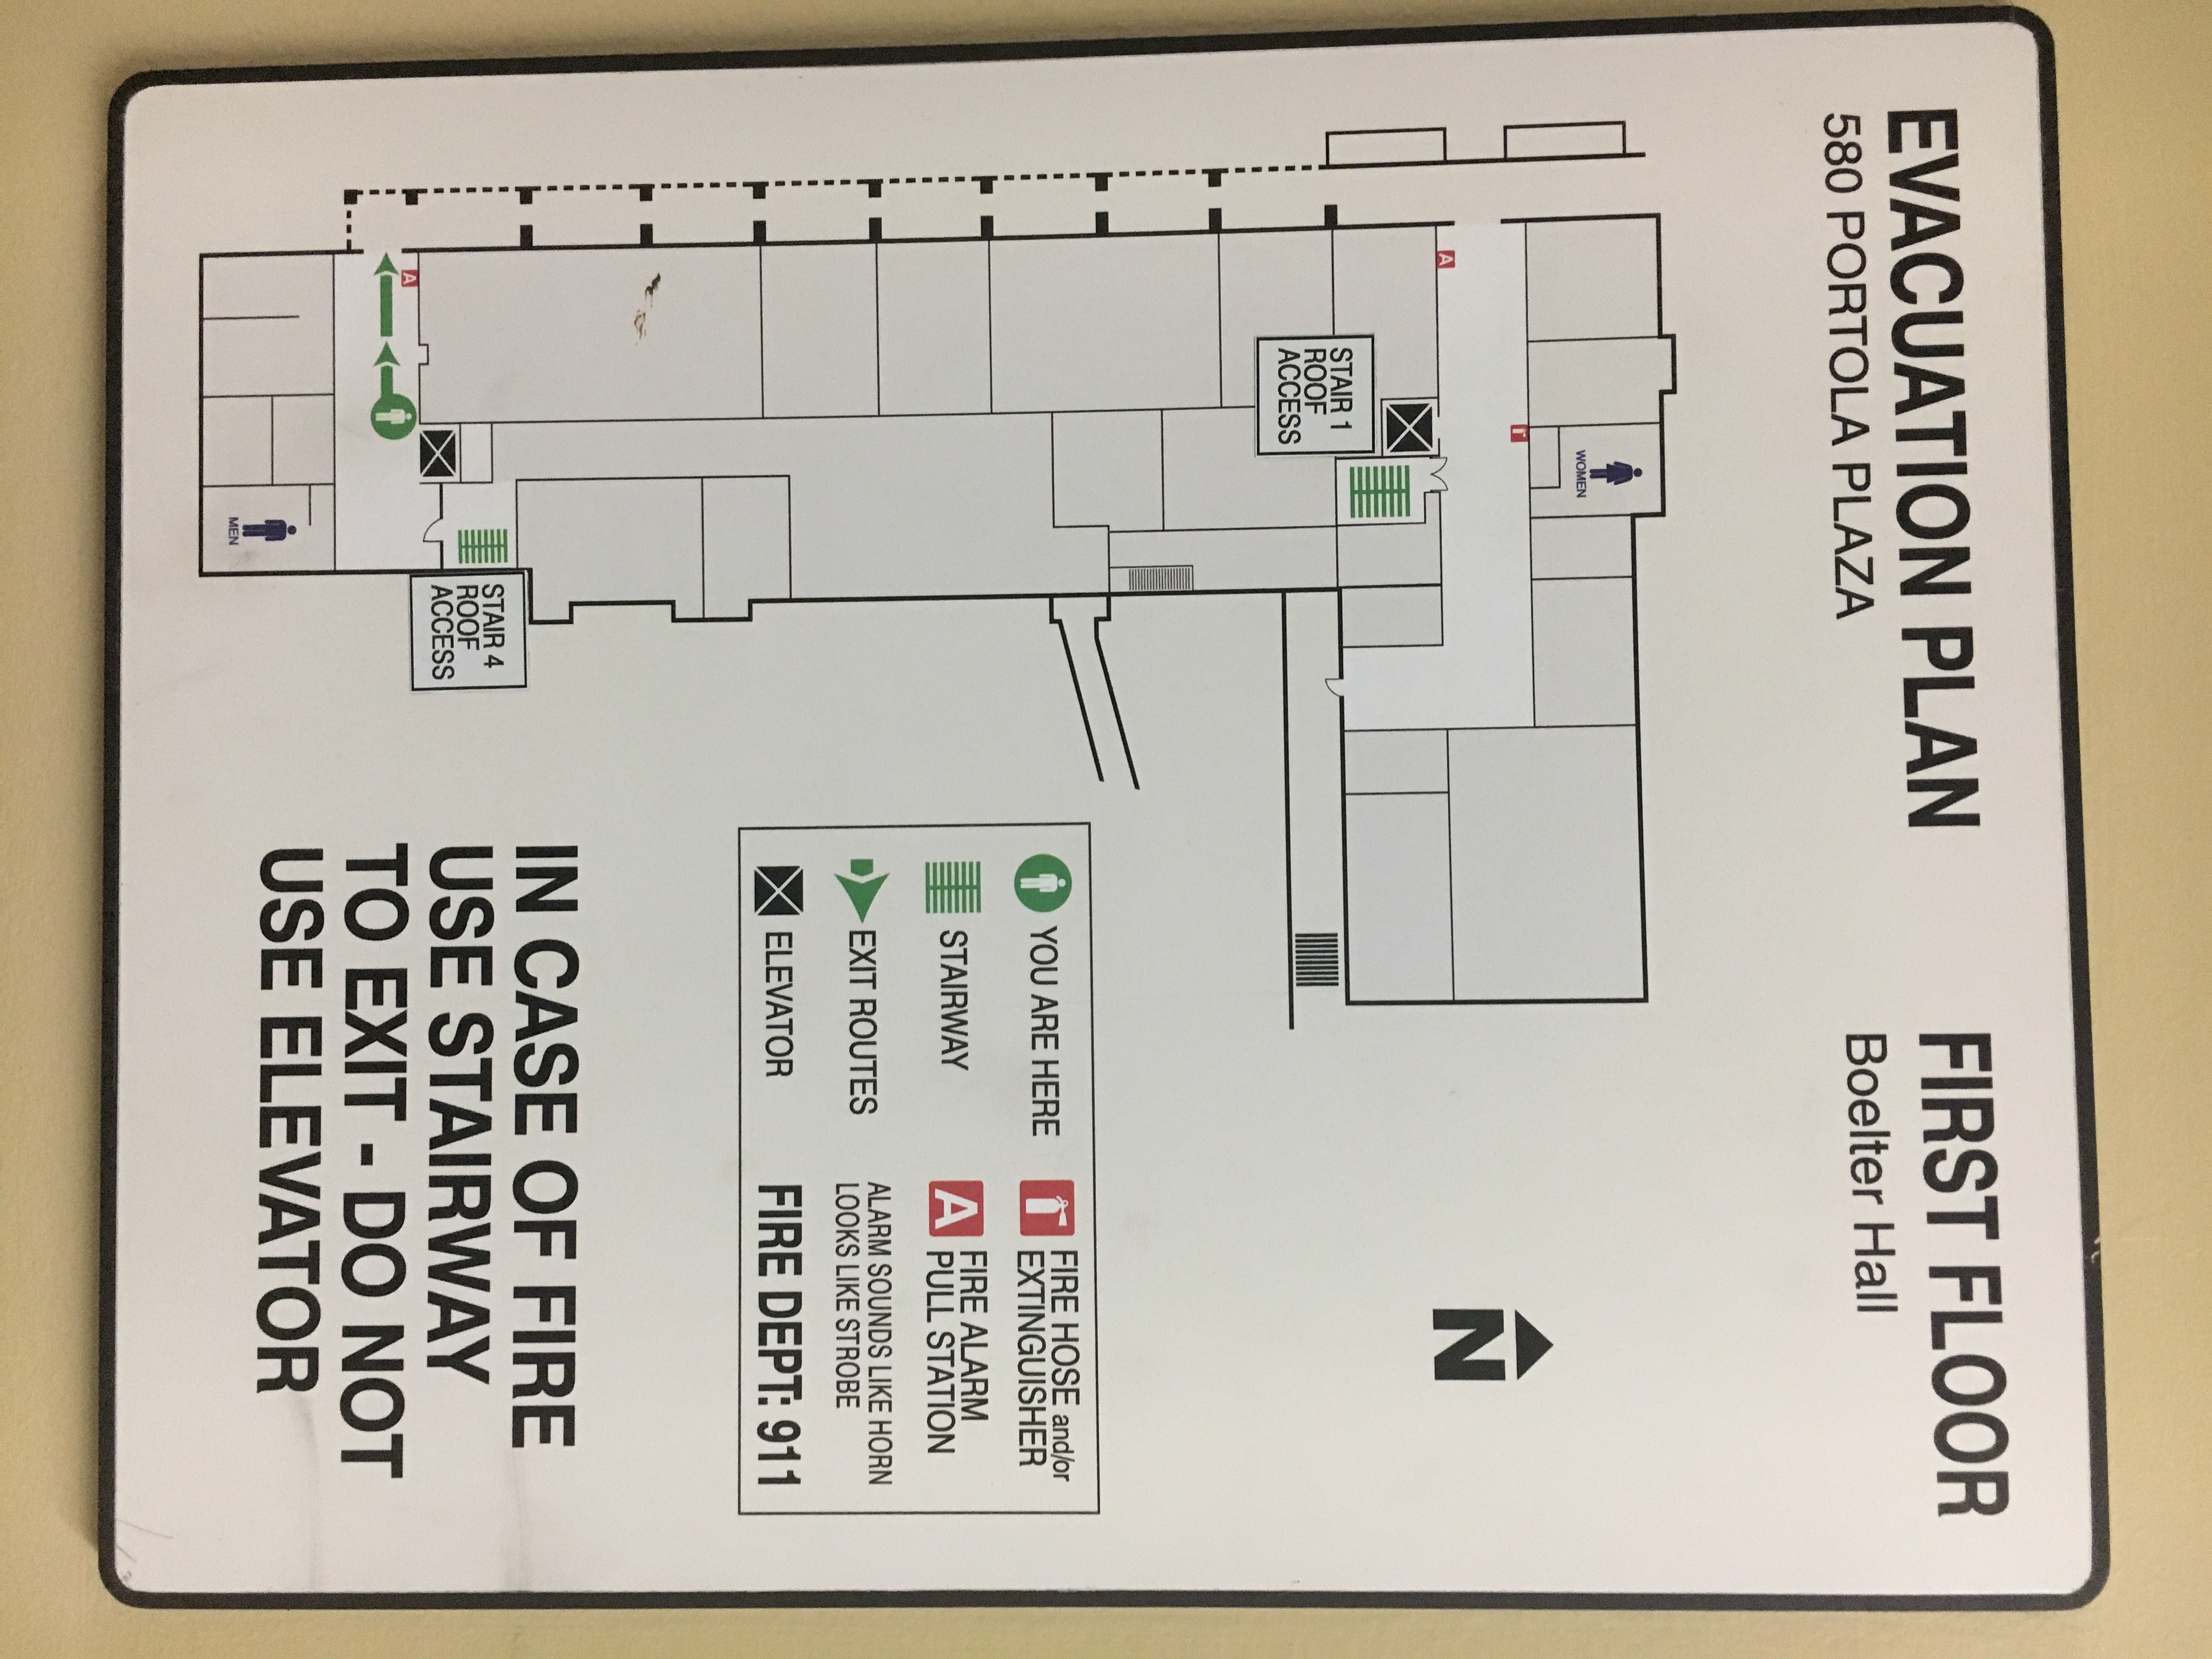 EVACUATION PLAN
580 PORTOLA PLAZA
FIRST FLOOR
Boelter Hall
N
WOMEN
A
STAIR 1
ROOF
ACCESS
A
MEN
STAIR 4
ROOF
ACCESS
YOU ARE HERE
STAIRWAY
EXIT ROUTES
ELEVATOR
FIRE HOSE and/or
EXTINGUISHER
A
FIRE ALARM
PULL STATION
ALARM SOUNDS LIKE HORN
LOOKS LIKE STROBE
FIRE DEPT: 911
IN CASE OF FIRE
USE STAIRWAY
TO EXIT - DO NOT
USE ELEVATOR